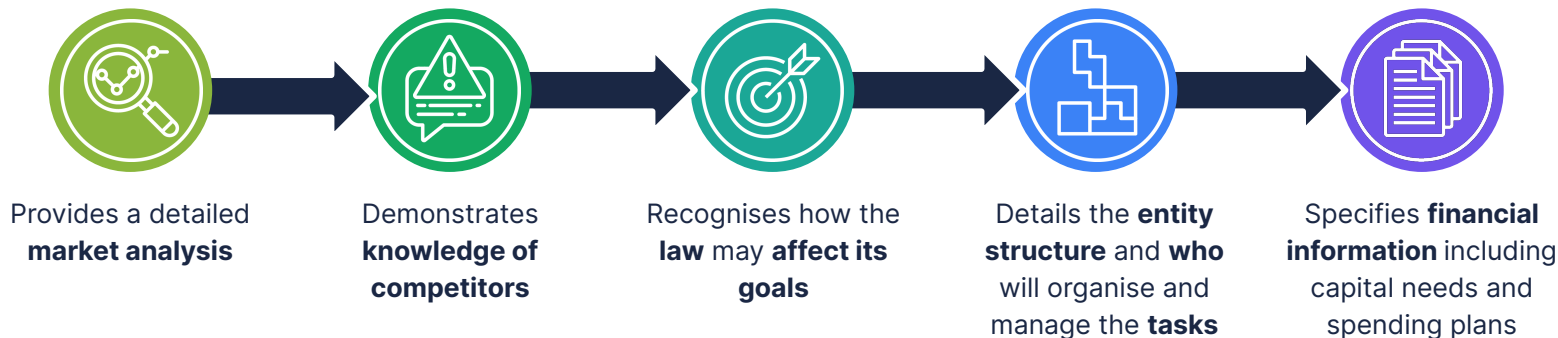 Provides a detailed
market analysis
Demonstrates
knowledge of
competitors
Recognises how the
law may affect its
goals
Details the entity
structure and who
will organise and
manage the tasks
Specifies financial
information including
capital needs and
spending plans